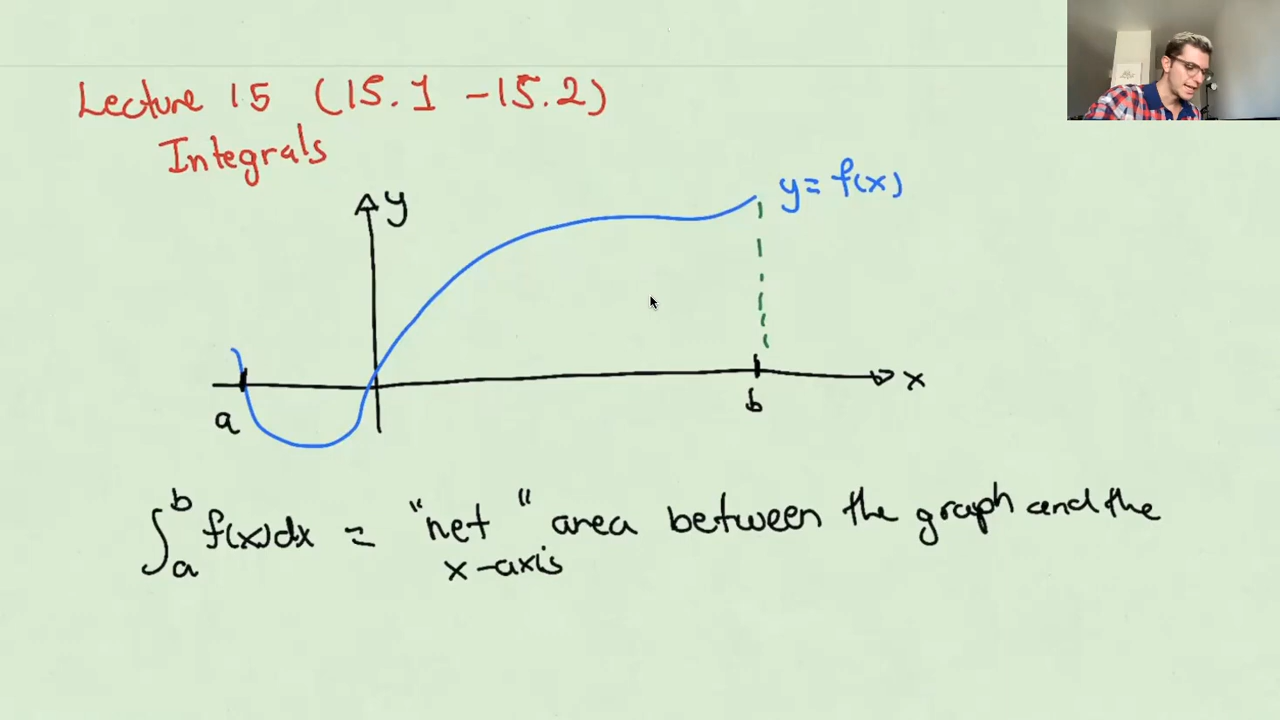 Lecture 15 (15.1 - 15.2)
Integrals
y
y = f(x)
x
a
b
∫_a^b f(x)dx = "net" area between the graph and the
x-axis